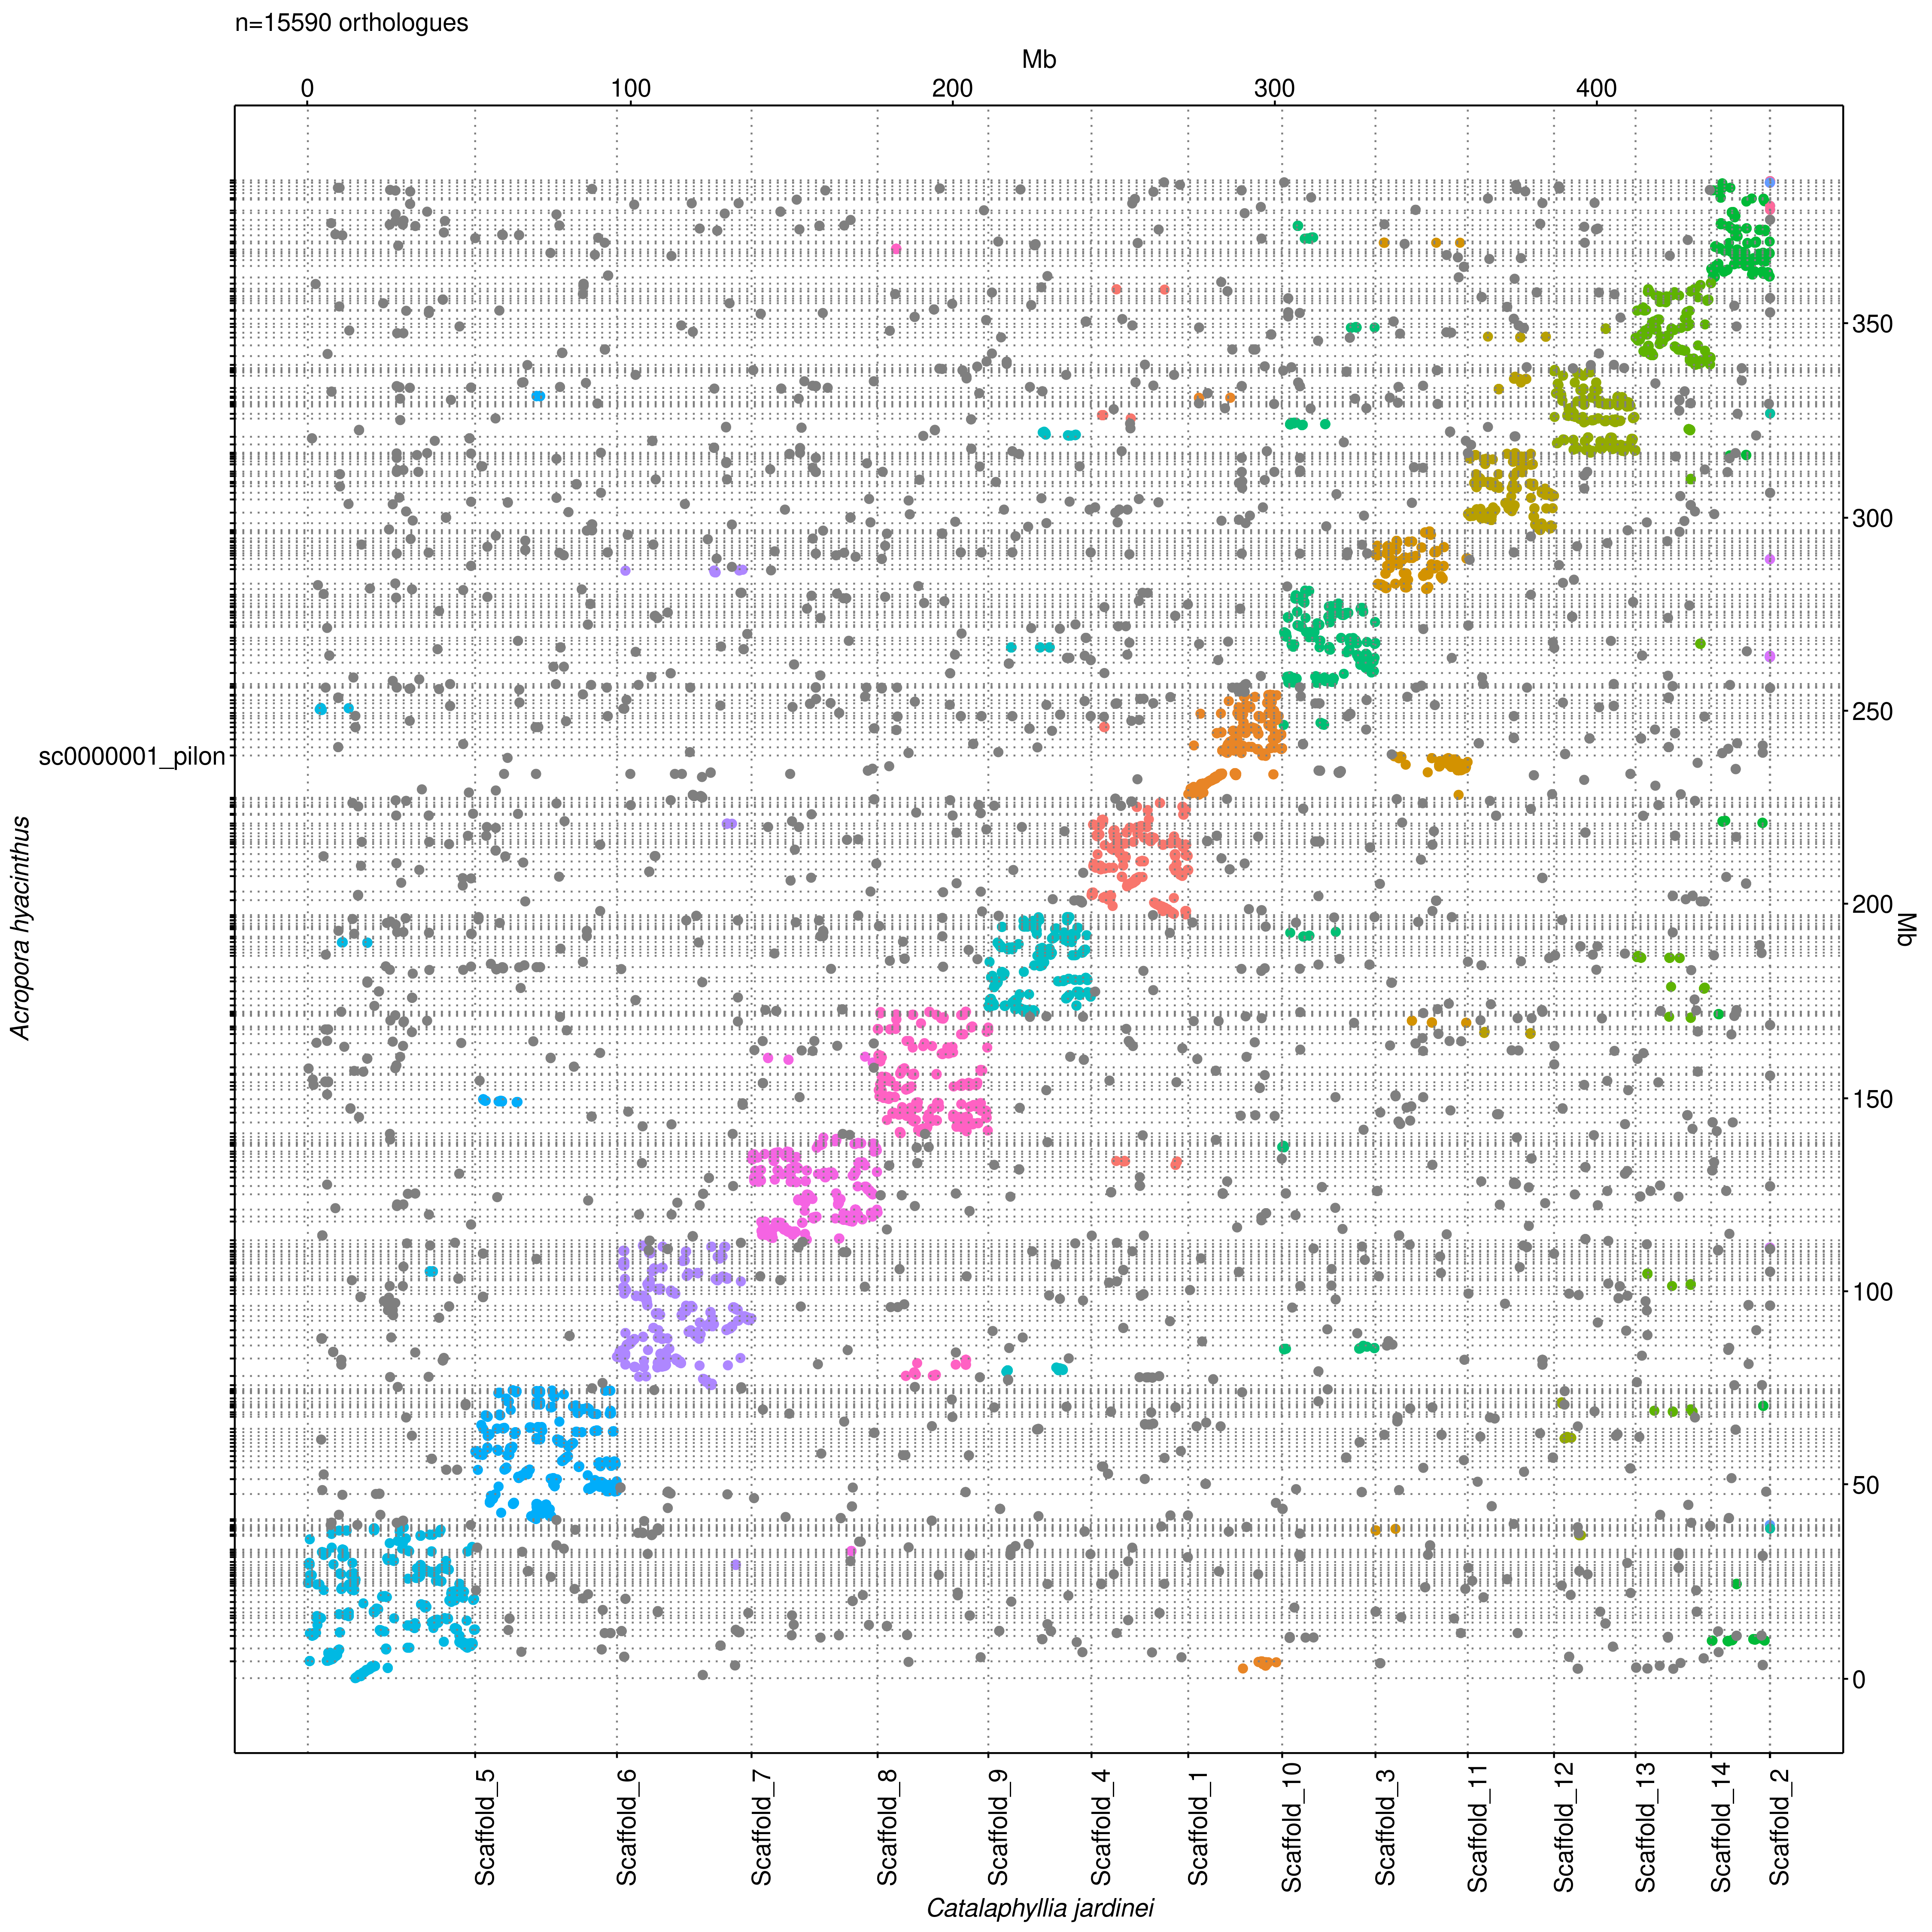 n=15590 orthologues
Mb
0 100 200 300 400
350
300
250
sc0000001_pilon
200
Mb
Acropora hyacinthus
150
100
50
0
Scaffold_5
Scaffold_6
Scaffold_7
Scaffold_8
Scaffold_9
Scaffold_4
Scaffold_1
Scaffold_10
Scaffold_3
Scaffold_11
Scaffold_12
Scaffold_13
Scaffold_14
Scaffold_2
Catalaphyllia jardinei